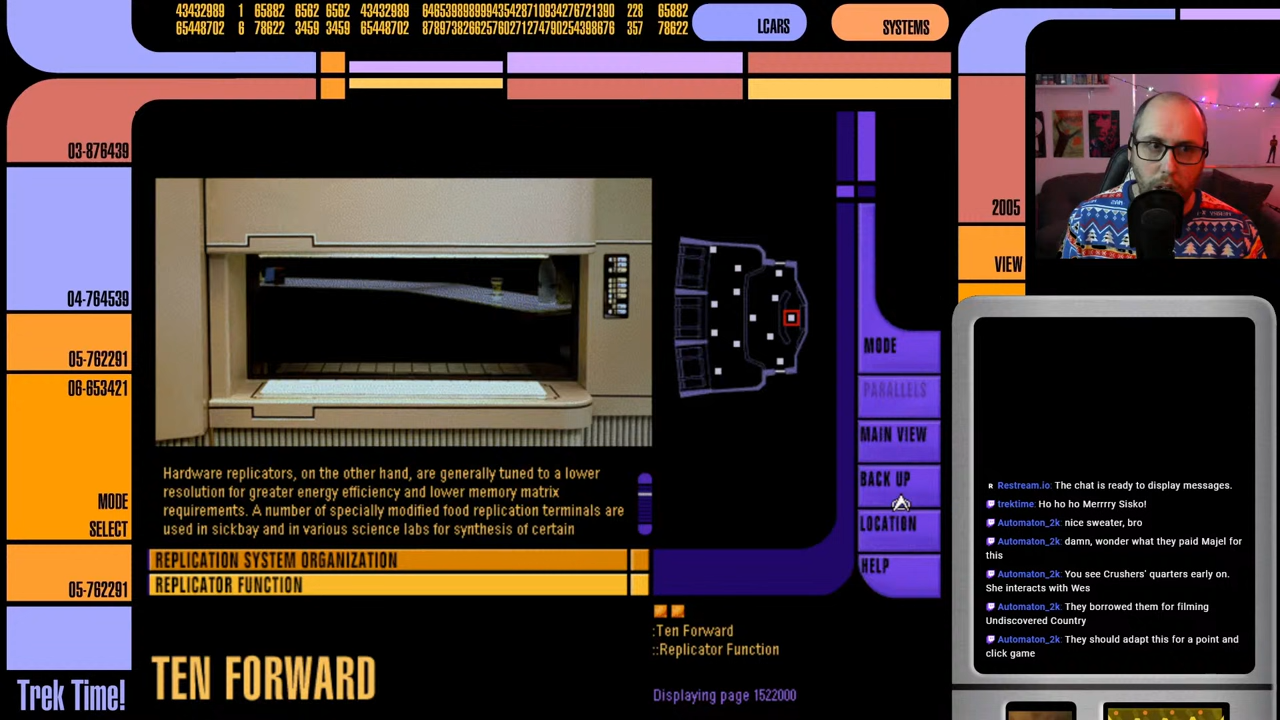 43432989 1 65882 6562 6562 43432989 64653989899943542871093427672 1390 228 65882
65448702 6 78622 3459 3459 65448702 87897382662576027127479025439 8676 357 78622
LCARS
SYSTEMS
03-876439
04-764539
05-762291
06-653421
MODE
SELECT
05-762291
2005
VIEW
MODE
PARALLELS
MAIN VIEW
BACK UP
LOCATION
HELP
Hardware replicators, on the other hand, are generally tuned to a lower
resolution for greater energy efficiency and lower memory matrix
requirements. A number of specially modified food replication terminals are
used in sickbay and in various science labs for synthesis of certain
REPLICATION SYSTEM ORGANIZATION
REPLICATOR FUNCTION
:Ten Forward
::Replicator Function
Displaying page 1522000
Trek Time!
TEN FORWARD
Restream.io: The chat is ready to display messages.
trektime: Ho ho ho Merrrry Sisko!
Automaton_2k: nice sweater, bro
Automaton_2k: damn, wonder what they paid Majel for
this
Automaton_2k: You see Crushers' quarters early on.
She interacts with Wes
Automaton_2k: They borrowed them for filming
Undiscovered Country
Automaton_2k: They should adapt this for a point and
click game